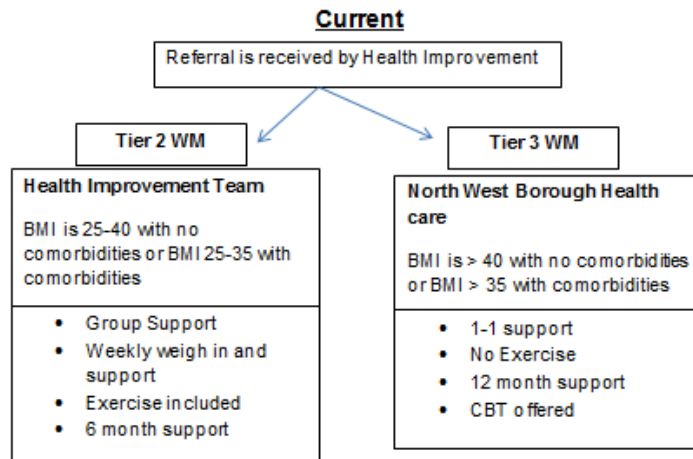 Current
Referral is received by Health Improvement
Tier 2 WM
Health Improvement Team
BMI is 25-40 with no
comorbidities or BMI 25-35 with
comorbidities
• Group Support
• Weekly weigh in and
support
• Exercise included
• 6 month support
Tier 3 WM
North West Borough Health
care
BMI is > 40 with no comorbidities
or BMI > 35 with comorbidities
• 1-1 support
• No Exercise
• 12 month support
• CBT offered